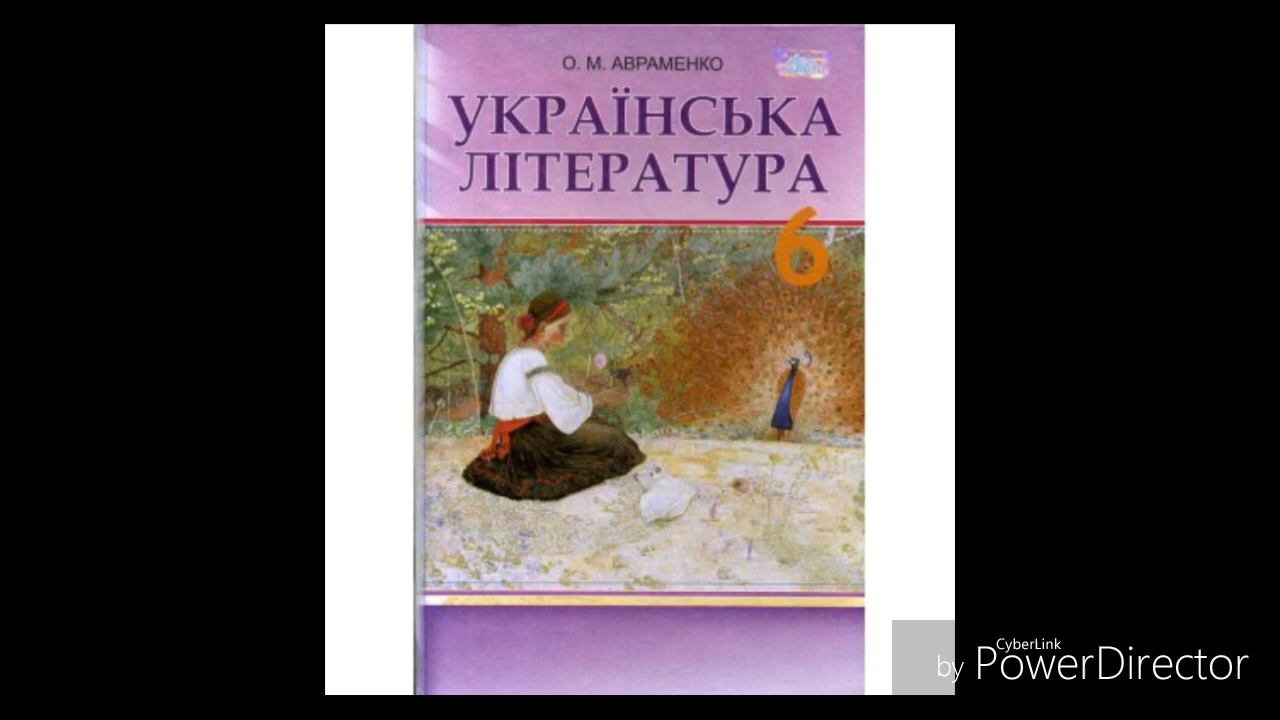 О. М. АВРАМЕНКО
УКРАЇНСЬКА
ЛІТЕРАТУРА
6
CyberLink
by PowerDirector